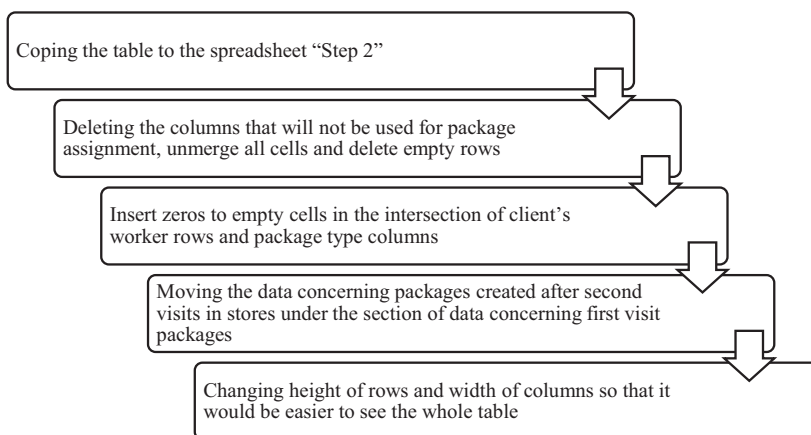 Coping the table to the spreadsheet “Step 2”
Deleting the columns that will not be used for package
assignment, unmerge all cells and delete empty rows
Insert zeros to empty cells in the intersection of client’s
worker rows and package type columns
Moving the data concerning packages created after second
visits in stores under the section of data concerning first visit
packages
Changing height of rows and width of columns so that it
would be easier to see the whole table